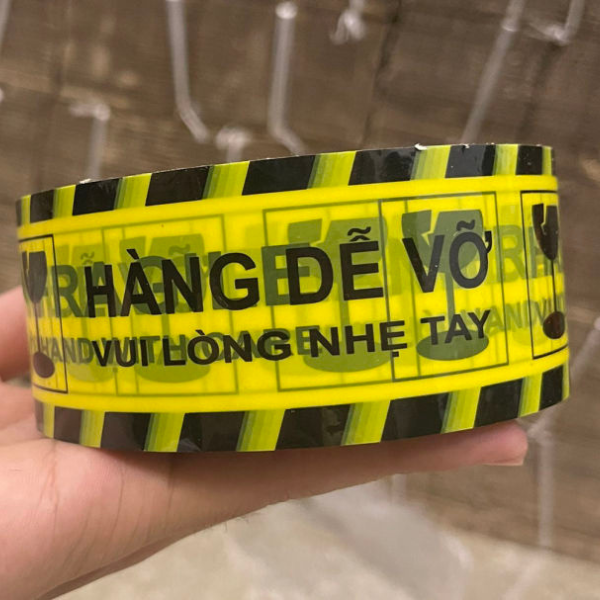 HÀNG DỄ VỠ
VUI LÒNG NHẸ TAY